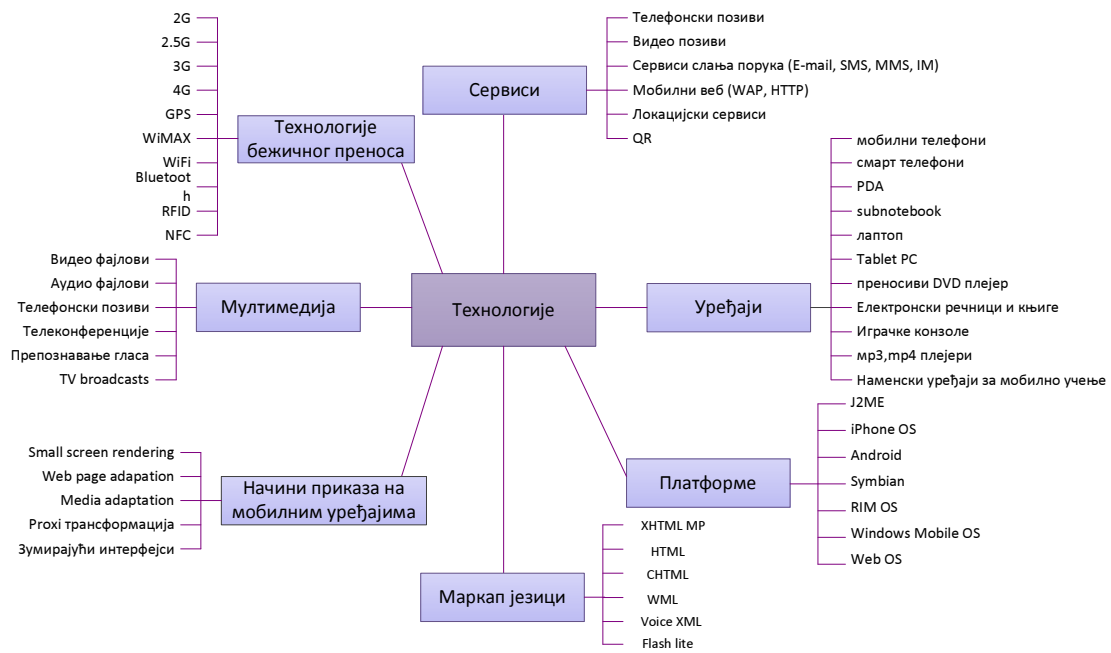 2G
2.5G
3G
4G
GPS
WiMAX
WiFi
Bluetoot
h
RFID
NFC
Технологије
бежичног преноса
Сервиси
Телефонски позиви
Видео позиви
Сервиси слања порука (E-mail, SMS, MMS, IM)
Мобилни веб (WAP, HTTP)
Локацијски сервиси
QR
Видео фајлови
Аудио фајлови
Телефонски позиви
Телеконференције
Препознавање гласа
TV broadcasts
Мултимедија
Технологије
Уређаји
мобилни телефони
смарт телефони
PDA
subnotebook
лаптоп
Tablet PC
преносиви DVD плејер
Електронски речници и књиге
Играчке конзоле
мр3,mp4 плејери
Наменски уређаји за мобилно учење
Small screen rendering
Web page adapation
Media adaptation
Proxi трансформација
Зумирајући интерфејси
Начини приказа на
мобилним уређајима
Платформе
J2ME
iPhone OS
Android
Symbian
RIM OS
Windows Mobile OS
Web OS
Маркап језици
XHTML MP
HTML
CHTML
WML
Voice XML
Flash lite